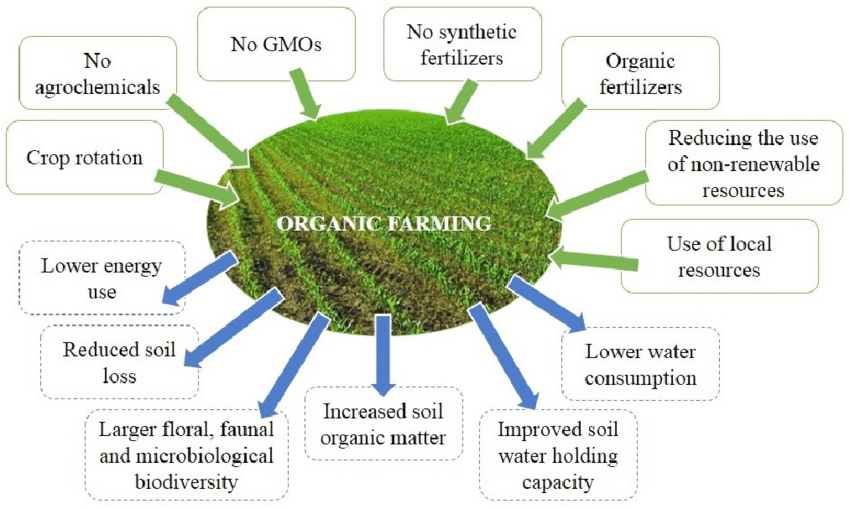 No GMOs
No synthetic
fertilizers
No
agrochemicals
Organic
fertilizers
Crop rotation
Reducing the use
of non-renewable
resources
ORGANIC FARMING
Use of local
resources
Lower energy
use
Reduced soil
loss
Lower water
consumption
Larger floral, faunal
and microbiological
biodiversity
Increased soil
organic matter
Improved soil
water holding
capacity